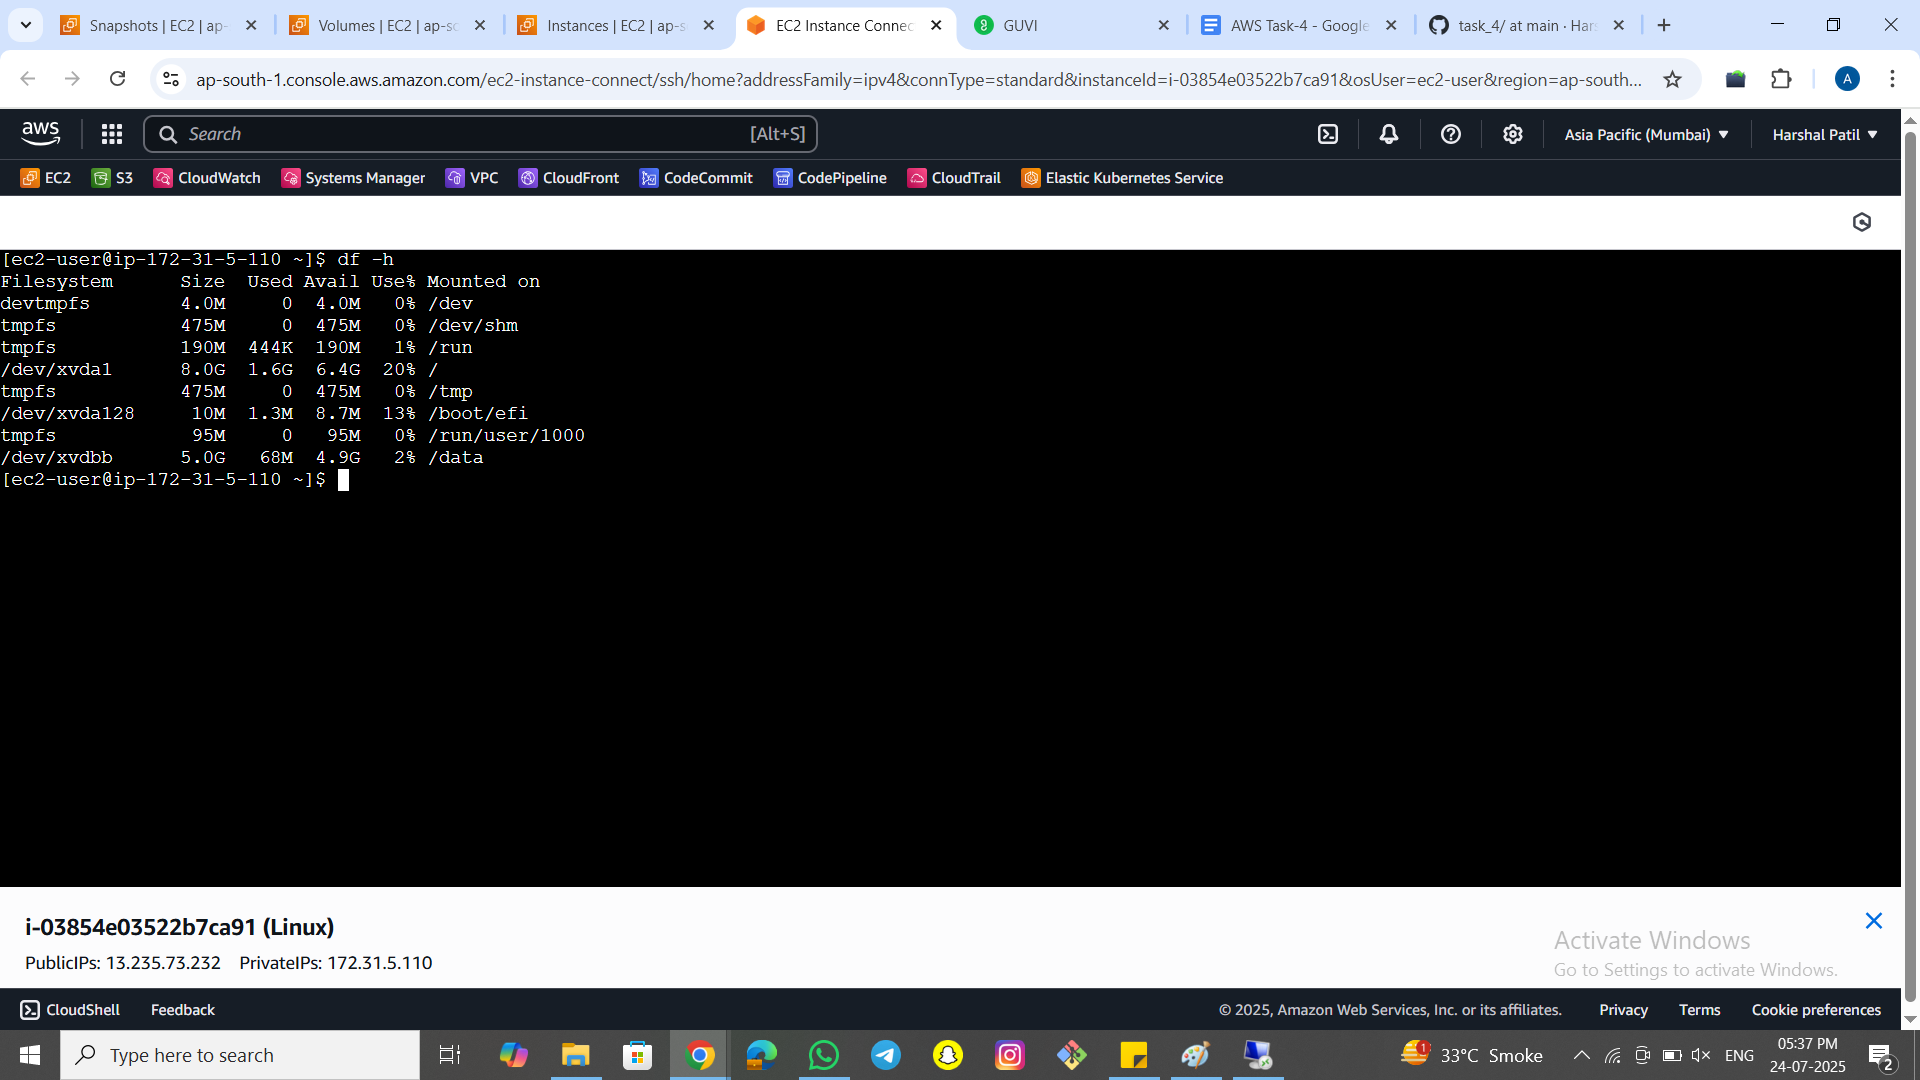 Snapshots | EC2 | ap-
Volumes | EC2 | ap-so
Instances | EC2 | ap-s
EC2 Instance Connec
GUVI
AWS Task-4 - Google
task_4/ at main · Har
ap-south-1.console.aws.amazon.com/ec2-instance-connect/ssh/home?addressFamily=ipv4&connType=standard&instanceId=i-03854e03522b7ca91&osUser=ec2-user&region=ap-south...
A
aws
Search
[Alt+S]
Asia Pacific (Mumbai)
Harshal Patil
EC2
S3
CloudWatch
Systems Manager
VPC
CloudFront
CodeCommit
CodePipeline
CloudTrail
Elastic Kubernetes Service
[ec2-user@ip-172-31-5-110 ~]$ df -h
Filesystem Size Used Avail Use% Mounted on
devtmpfs 4.0M 0 4.0M 0% /dev
tmpfs 475M 0 475M 0% /dev/shm
tmpfs 190M 444K 190M 1% /run
/dev/xvda1 8.0G 1.6G 6.4G 20% /
tmpfs 475M 0 475M 0% /tmp
/dev/xvda128 10M 1.3M 8.7M 13% /boot/efi
tmpfs 95M 0 95M 0% /run/user/1000
/dev/xvdbb 5.0G 68M 4.9G 2% /data
[ec2-user@ip-172-31-5-110 ~]$
i-03854e03522b7ca91 (Linux)
PublicIPs: 13.235.73.232 PrivateIPs: 172.31.5.110
Activate Windows
Go to Settings to activate Windows.
CloudShell
Feedback
© 2025, Amazon Web Services, Inc. or its affiliates.
Privacy
Terms
Cookie preferences
Type here to search
1
33°C Smoke
ENG
05:37 PM
24-07-2025
2